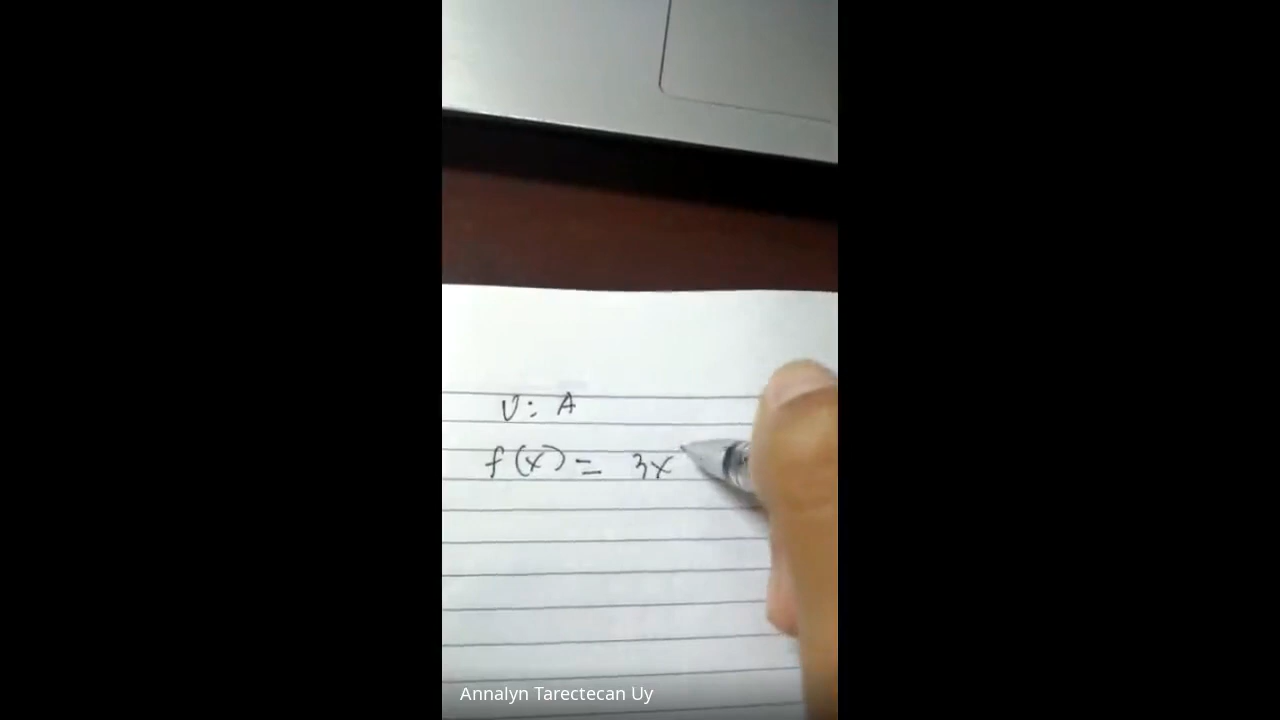 V: A
f(x) = 3x
Annalyn Tarectecan Uy